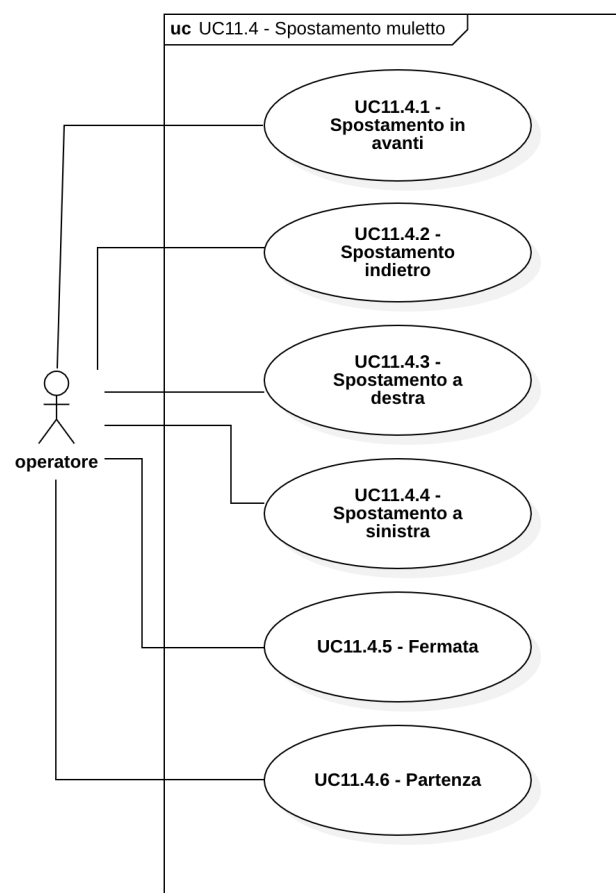 uc UC11.4 - Spostamento muletto
UC11.4.1 -
Spostamento in
avanti
UC11.4.2 -
Spostamento
indietro
UC11.4.3 -
Spostamento a
destra
operatore
UC11.4.4 -
Spostamento a
sinistra
UC11.4.5 - Fermata
UC11.4.6 - Partenza